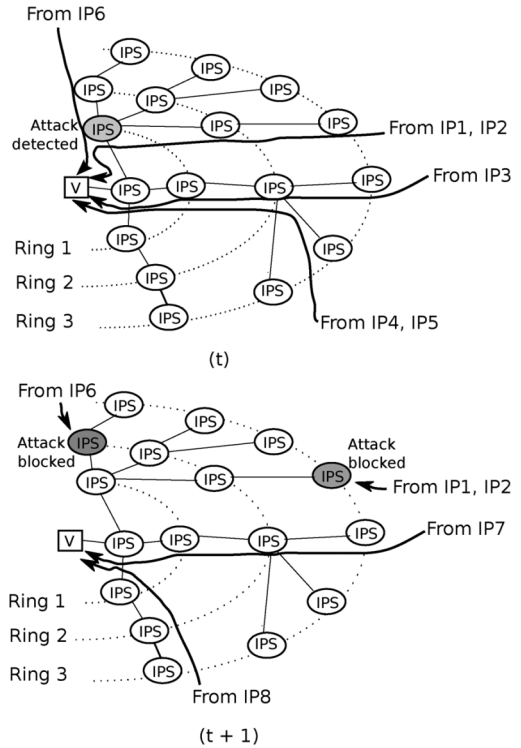 From IP6
IPS
IPS
IPS
IPS
IPS
Attack
detected
IPS
IPS
IPS
From IP1, IP2
V
IPS
IPS
IPS
IPS
From IP3
Ring 1
IPS
IPS
Ring 2
IPS
IPS
Ring 3
IPS
From IP4, IP5
(t)
From IP6
IPS
IPS
Attack
blocked
IPS
IPS
IPS
Attack
blocked
IPS
IPS
IPS
From IP1, IP2
V
IPS
IPS
IPS
IPS
From IP7
Ring 1
IPS
IPS
Ring 2
IPS
IPS
Ring 3
IPS
From IP8
(t + 1)